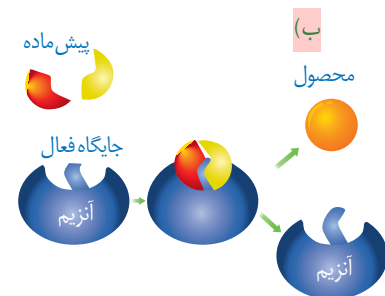 ب)
پیش‌ماده
محصول
جایگاه فعال
آنزیم
آنزیم